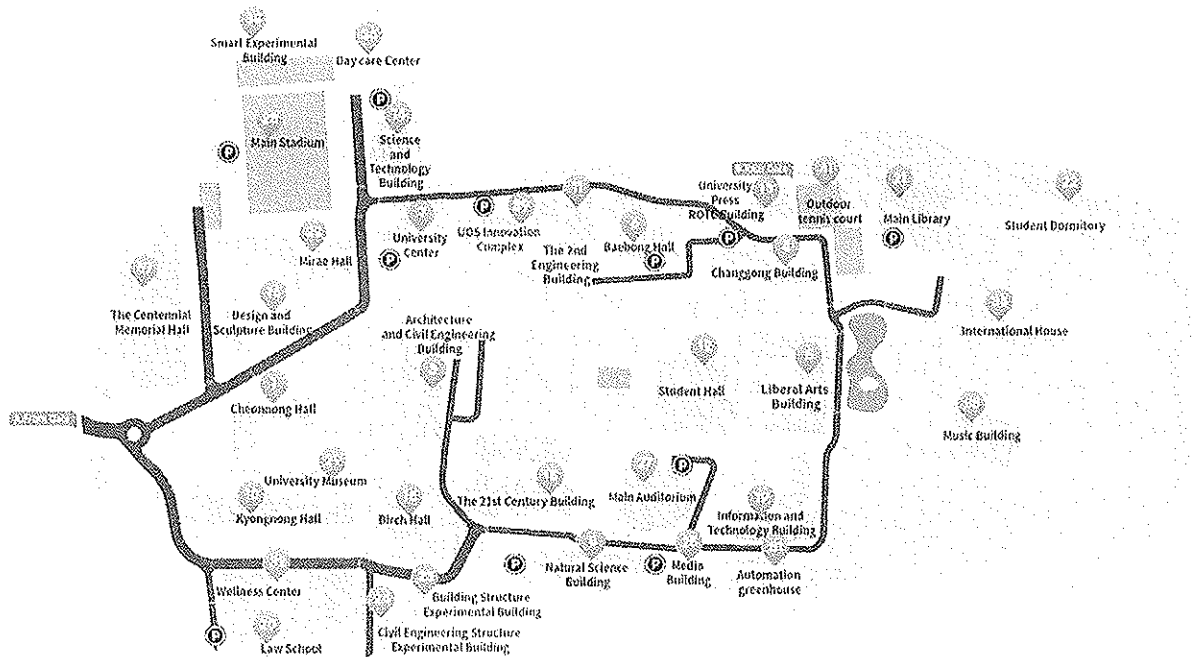 Smart Experimental
Building
Day care Center
P
Main Stadium
P
Science
and
Technology
Building
University
Press
ROTC Building
Outdoor
tennis court
Main Library
Student Dormitory
P
Mirae Hall
University
Center
P
UOS Innovation
Complex
The 2nd
Engineering
Building
Baebong Hall
P
P
Changgong Building
P
The Centennial
Memorial Hall
Design and
Sculpture Building
Architecture
and Civil Engineering
Building
International House
Student Hall
Liberal Arts
Building
Cheonnong Hall
Music Building
University Museum
Kyongnong Hall
Birch Hall
The 21st Century Building
Main Auditorium
P
Information and
Technology Building
Wellness Center
P
Natural Science
Building
P
Media
Building
Automation
greenhouse
Building Structure
Experimental Building
P
Law School
Civil Engineering Structure
Experimental Building